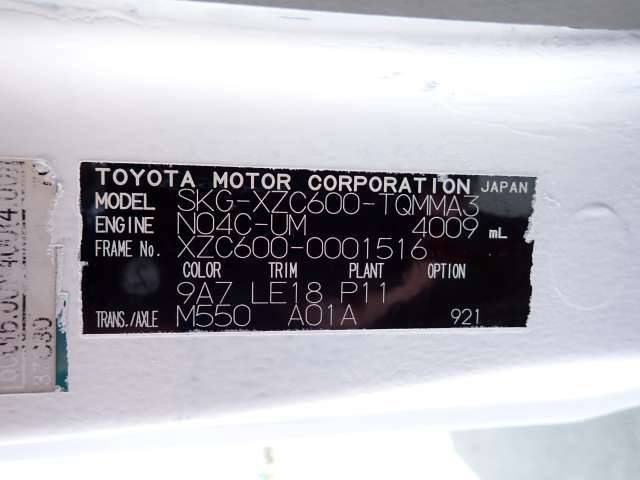 TOYOTA MOTOR CORPORATION JAPAN
MODEL SKG-XZC600-TQMMA3
ENGINE N04C-UM 4009 mL
FRAME No. XZC600-0001516
COLOR TRIM PLANT OPTION
9A7 LE18 P11
TRANS./AXLE M550 A01A 921